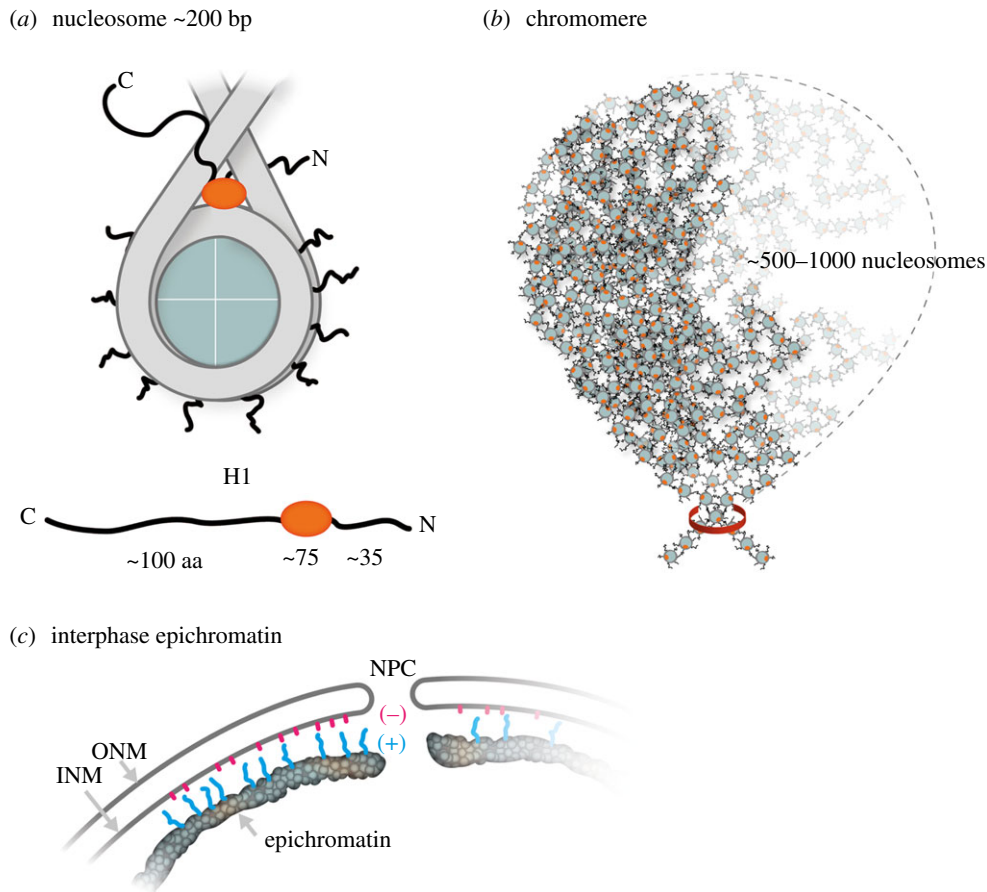 (a) nucleosome ~200 bp
C
N
H1
C
N
~100 aa
~75
~35
(b) chromomere
~500–1000 nucleosomes
(c) interphase epichromatin
NPC
(–)
(+)
ONM
INM
epichromatin